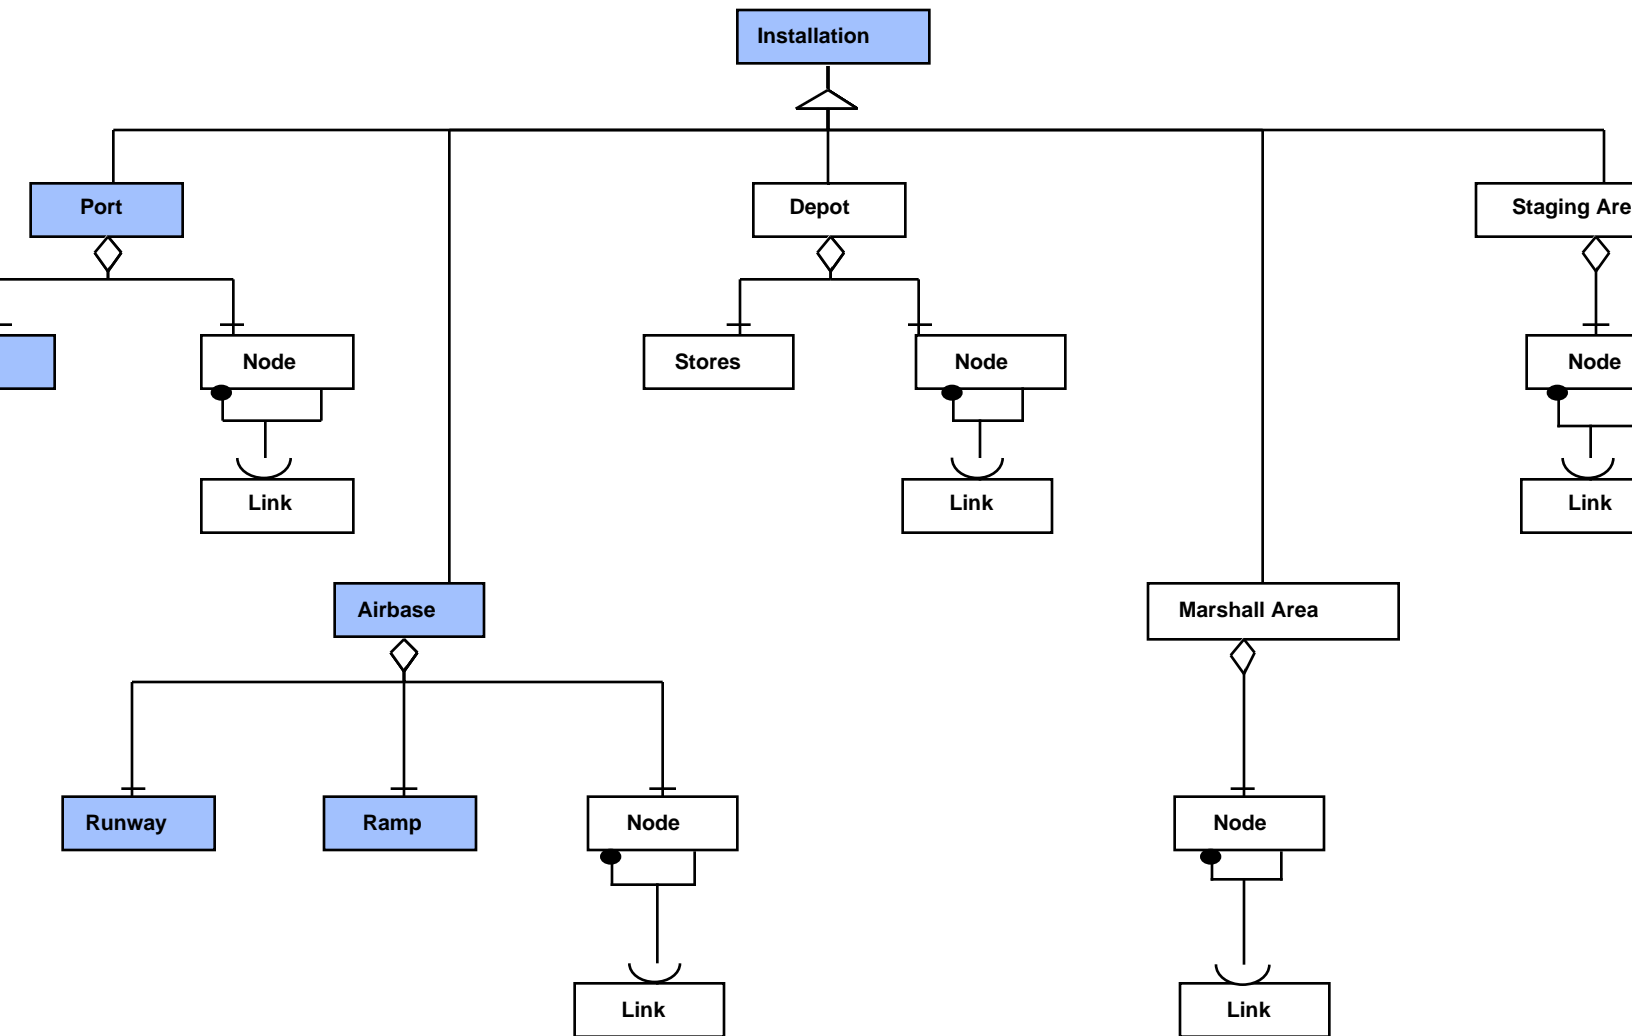 Installation
Port
Depot
Staging Are
Node
Stores
Node
Node
Link
Link
Link
Airbase
Marshall Area
Runway
Ramp
Node
Node
Link
Link